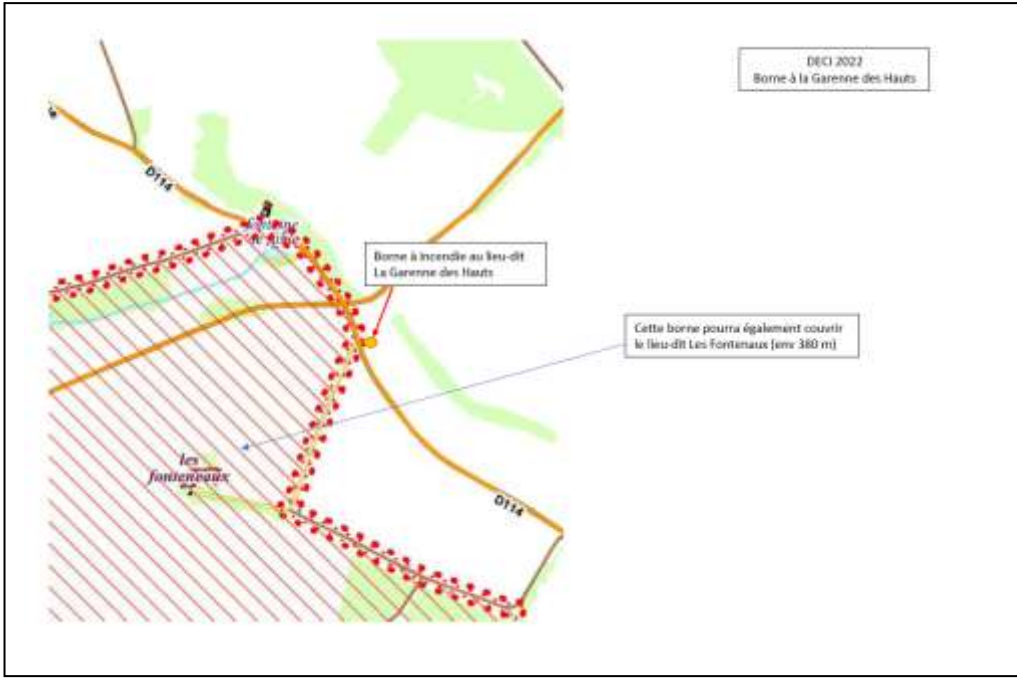 DECI 2022
Borne à la Garenne des Hauts
D114
Borne à Incendie au lieu-dit
La Garenne des Hauts
Cette borne pourra également couvrir
le lieu-dit Les Fontenaux (env 380 m)
les
fonteneaux
D114